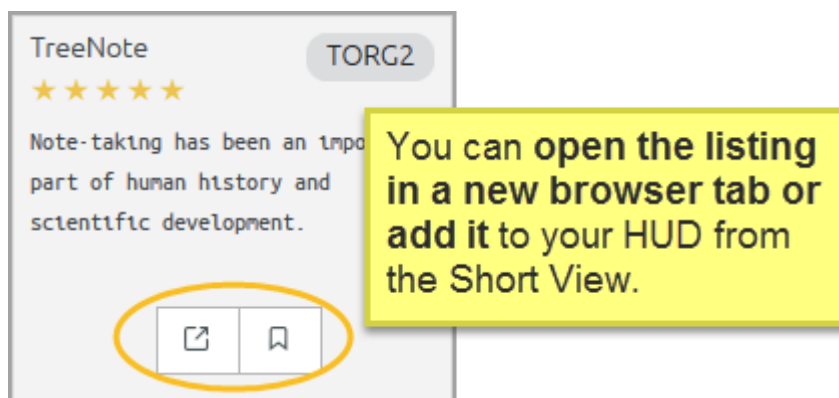 TreeNote
TORG2
Note-taking has been an
part of human history and
scientific development.
You can open the listing
in a new browser tab or
add it to your HUD from
the Short View.